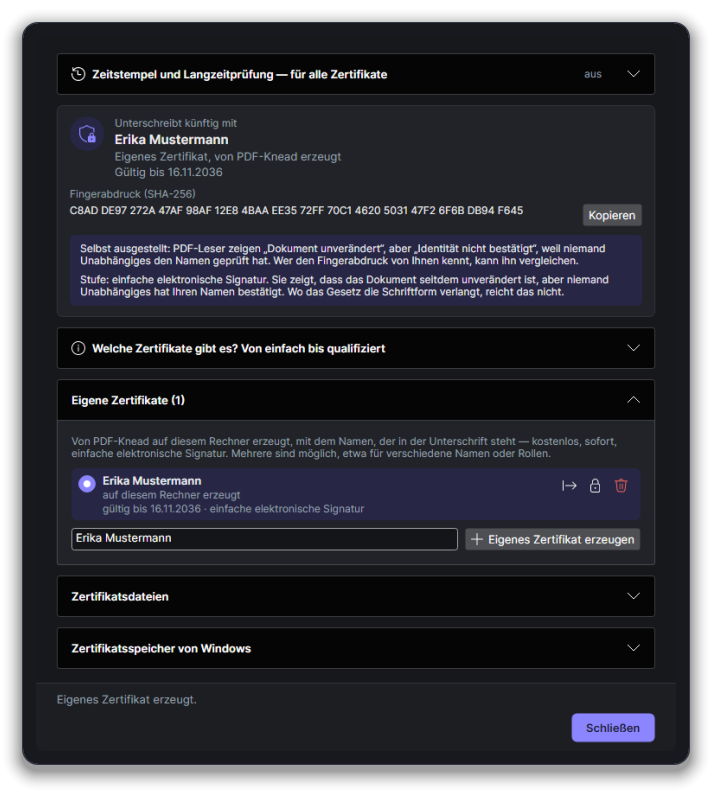 Zeitstempel und Langzeitprüfung — für alle Zertifikate aus
Unterschreibt künftig mit
Erika Mustermann
Eigenes Zertifikat, von PDF-Knead erzeugt
Gültig bis 16.11.2036
Fingerabdruck (SHA-256)
C8AD DE97 272A 47AF 98AF 12E8 4BAA EE35 72FF 70C1 4620 5031 47F2 6F6B DB94 F645
Kopieren
Selbst ausgestellt: PDF-Leser zeigen „Dokument unverändert“, aber „Identität nicht bestätigt“, weil niemand
Unabhängiges den Namen geprüft hat. Wer den Fingerabdruck von Ihnen kennt, kann ihn vergleichen.
Stufe: einfache elektronische Signatur. Sie zeigt, dass das Dokument seitdem unverändert ist, aber niemand
Unabhängiges hat Ihren Namen bestätigt. Wo das Gesetz die Schriftform verlangt, reicht das nicht.
Welche Zertifikate gibt es? Von einfach bis qualifiziert
Eigene Zertifikate (1)
Von PDF-Knead auf diesem Rechner erzeugt, mit dem Namen, der in der Unterschrift steht — kostenlos, sofort,
einfache elektronische Signatur. Mehrere sind möglich, etwa für verschiedene Namen oder Rollen.
Erika Mustermann
auf diesem Rechner erzeugt
gültig bis 16.11.2036 · einfache elektronische Signatur
Erika Mustermann
Eigenes Zertifikat erzeugen
Zertifikatsdateien
Zertifikatsspeicher von Windows
Eigenes Zertifikat erzeugt.
Schließen